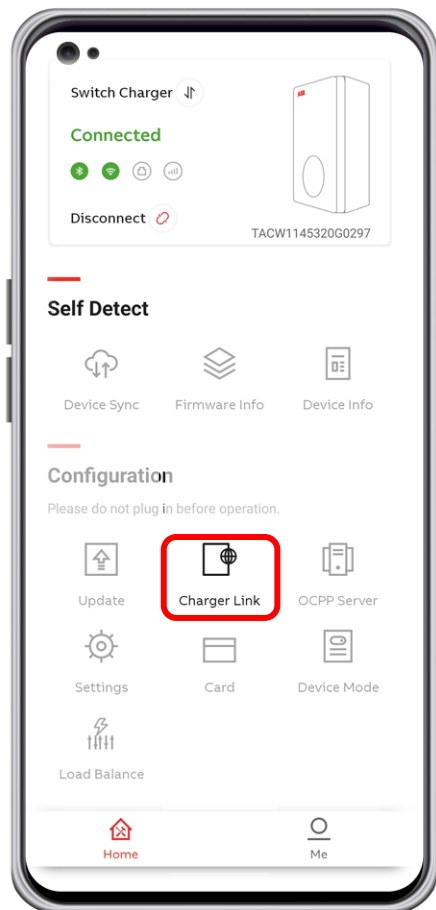 Switch Charger
Connected
Disconnect
ABB
TACW1145320G0297
Self Detect
Device Sync Firmware Info Device Info
Configuration
Please do not plug in before operation.
Update Charger Link OCPP Server
Settings Card Device Mode
Load Balance
Home Me